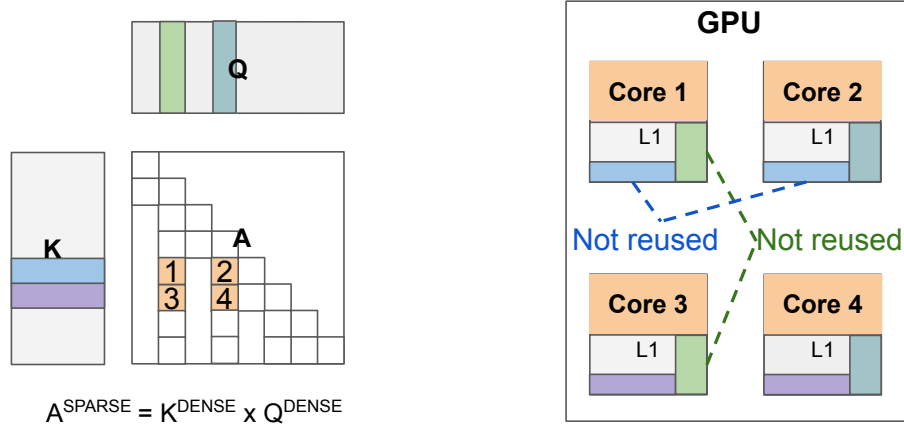 Q
K
A
1 2
3 4
A^SPARSE = K^DENSE x Q^DENSE
GPU
Core 1 Core 2
L1 L1
Not reused Not reused
Core 3 Core 4
L1 L1